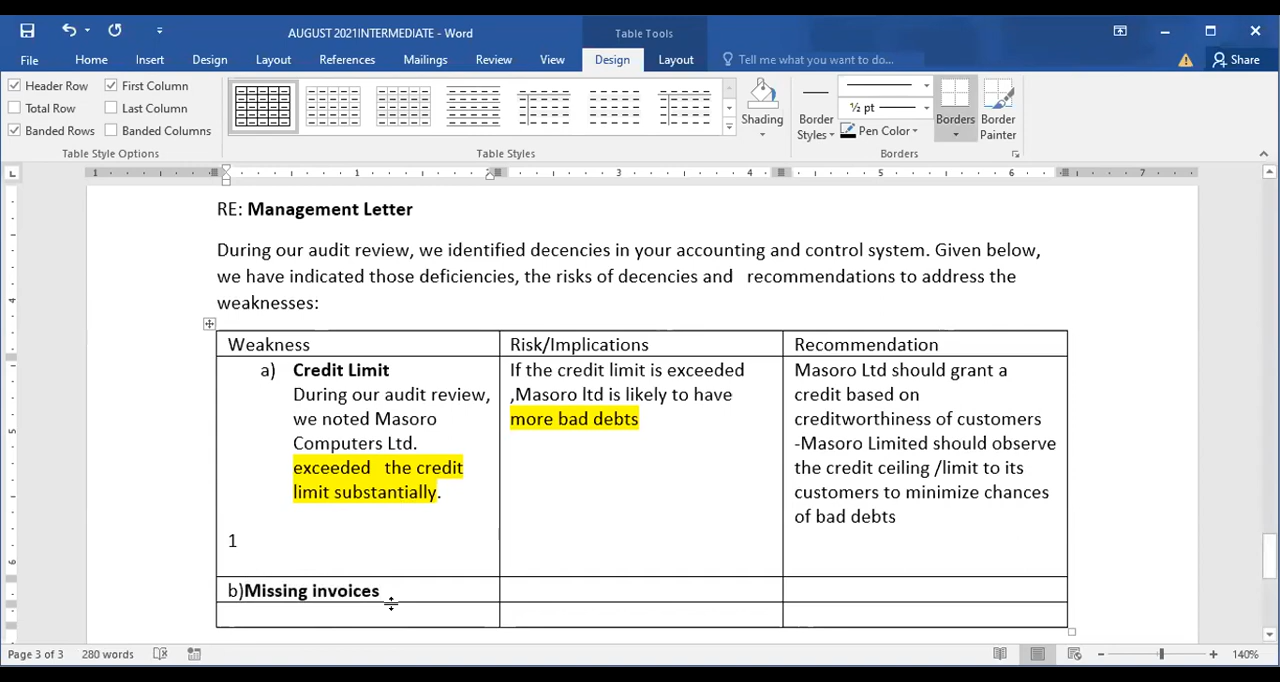 AUGUST 2021INTERMEDIATE - Word
Table Tools
File Home Insert Design Layout References Mailings Review View Design Layout Tell me what you want to do... Share
Header Row First Column
Total Row Last Column
Banded Rows Banded Columns
Table Style Options
Table Styles
Shading
Border Styles
½ pt
Pen Color
Borders
Border Painter
Borders
1 1 2 3 4 5 6 7
RE: Management Letter
During our audit review, we identified decencies in your accounting and control system. Given below,
we have indicated those deficiencies, the risks of decencies and recommendations to address the
weaknesses:
Weakness
Risk/Implications
Recommendation
a) Credit Limit
During our audit review,
we noted Masoro
Computers Ltd.
exceeded the credit
limit substantially.
1
If the credit limit is exceeded
,Masoro ltd is likely to have
more bad debts
Masoro Ltd should grant a
credit based on
creditworthiness of customers
-Masoro Limited should observe
the credit ceiling /limit to its
customers to minimize chances
of bad debts
b)Missing invoices
Page 3 of 3 280 words 140%